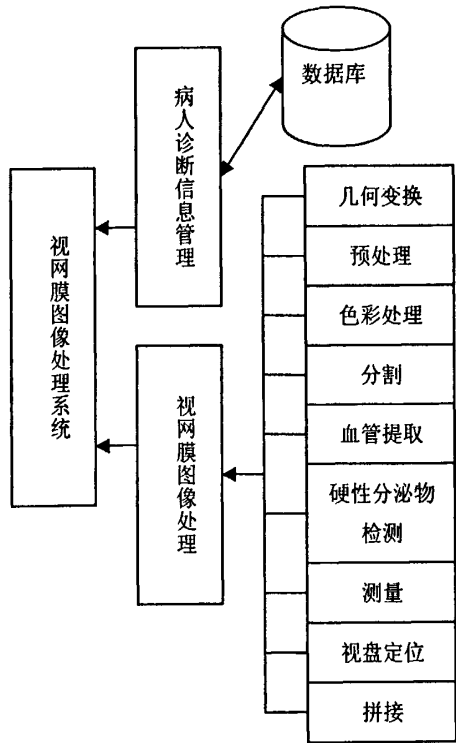 数据库
病人诊断信息管理
视网膜图像处理系统
视网膜图像处理
几何变换
预处理
色彩处理
分割
血管提取
硬性分泌物
检测
测量
视盘定位
拼接